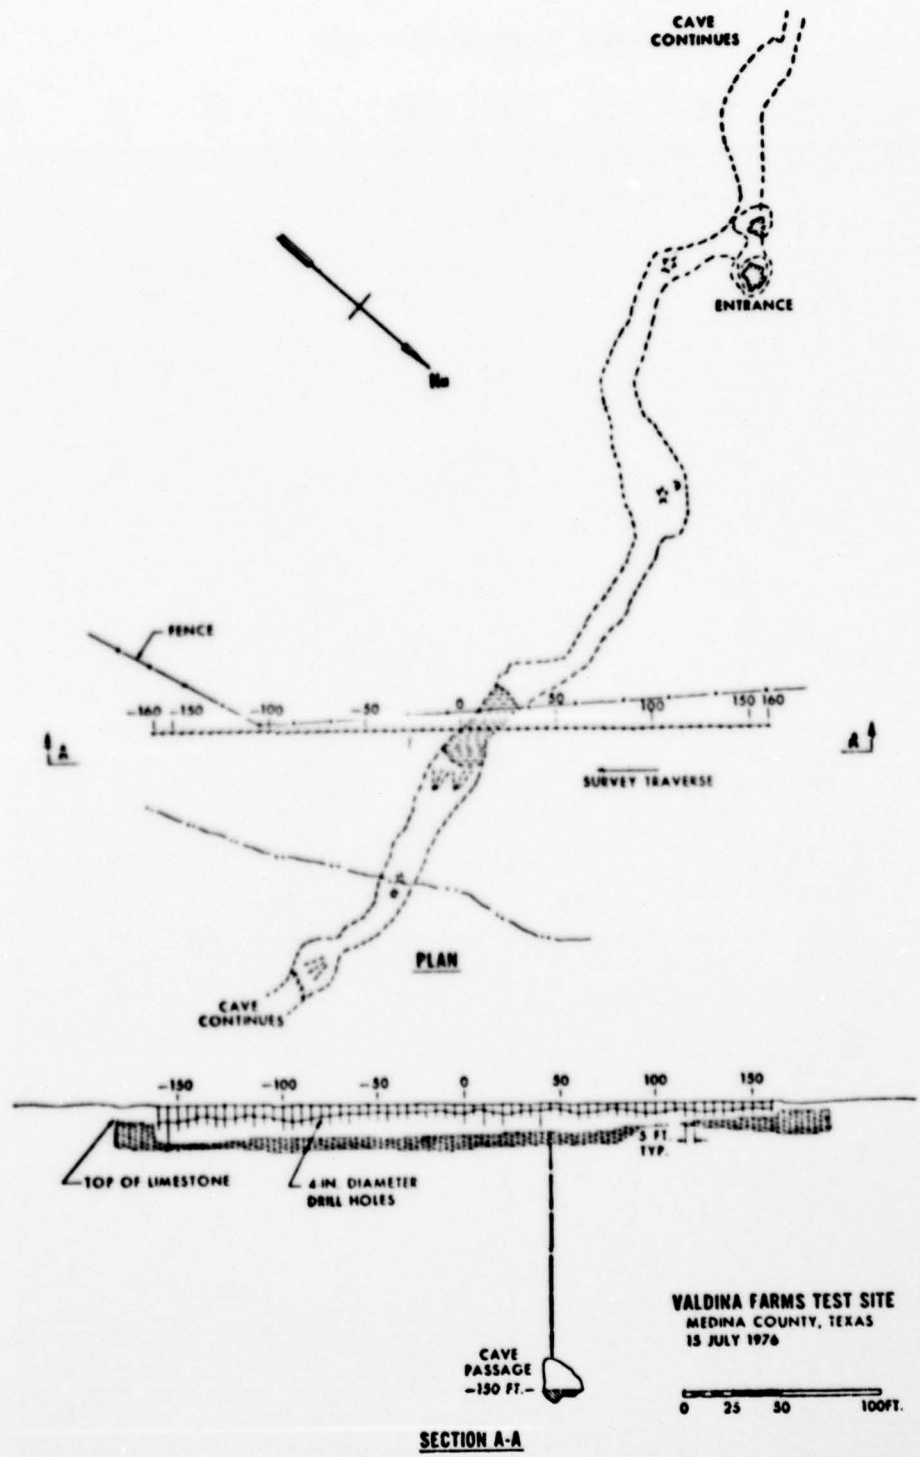 CAVE
CONTINUES
ENTRANCE
FENCE
-160 -150 -100 -50 0 50 100 150 160
A A
SURVEY TRAVERSE
PLAN
CAVE
CONTINUES
-150 -100 -50 0 50 100 150
5 FT.
TYP.
TOP OF LIMESTONE
4 IN. DIAMETER
DRILL HOLES
VALDINA FARMS TEST SITE
MEDINA COUNTY, TEXAS
15 JULY 1976
CAVE
PASSAGE
-150 FT.-
0 25 50 100FT.
SECTION A-A